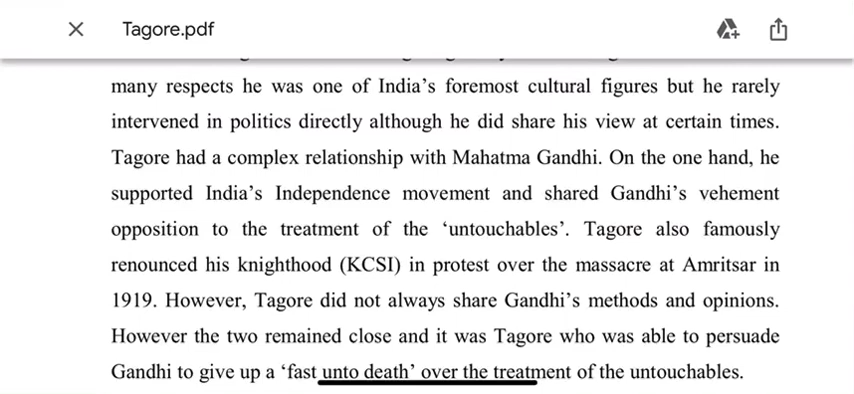 Tagore.pdf
many respects he was one of India’s foremost cultural figures but he rarely
intervened in politics directly although he did share his view at certain times.
Tagore had a complex relationship with Mahatma Gandhi. On the one hand, he
supported India’s Independence movement and shared Gandhi’s vehement
opposition to the treatment of the ‘untouchables’. Tagore also famously
renounced his knighthood (KCSI) in protest over the massacre at Amritsar in
1919. However, Tagore did not always share Gandhi’s methods and opinions.
However the two remained close and it was Tagore who was able to persuade
Gandhi to give up a ‘fast unto death’ over the treatment of the untouchables.